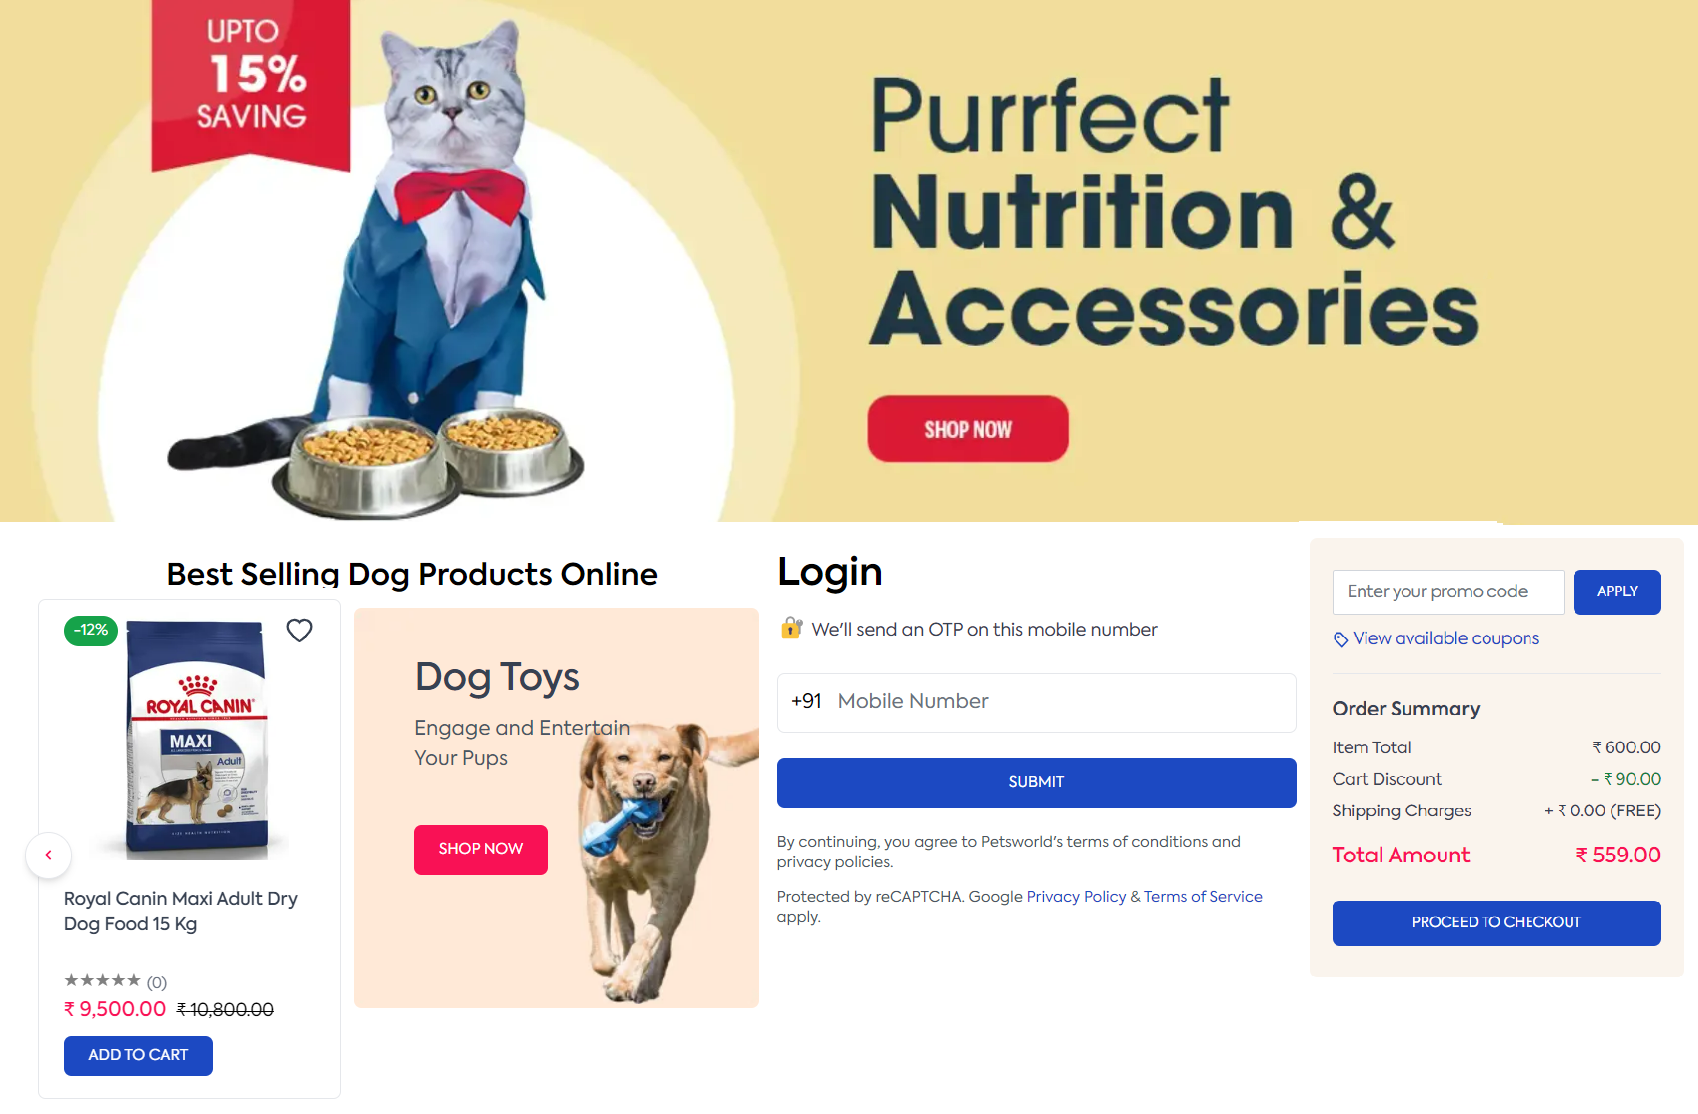 UPTO
15%
SAVING
Purrfect
Nutrition &
Accessories
SHOP NOW
Best Selling Dog Products Online
-12%
ROYAL CANIN
MAXI
Adult
Royal Canin Maxi Adult Dry
Dog Food 15 Kg
★★★★★ (0)
₹ 9,500.00 ₹ 10,800.00
ADD TO CART
Dog Toys
Engage and Entertain
Your Pups
SHOP NOW
Login
We'll send an OTP on this mobile number
+91 Mobile Number
SUBMIT
By continuing, you agree to Petsworld's terms of conditions and
privacy policies.
Protected by reCAPTCHA. Google Privacy Policy & Terms of Service
apply.
Enter your promo code APPLY
View available coupons
Order Summary
Item Total ₹ 600.00
Cart Discount - ₹ 90.00
Shipping Charges + ₹ 0.00 (FREE)
Total Amount ₹ 559.00
PROCEED TO CHECKOUT